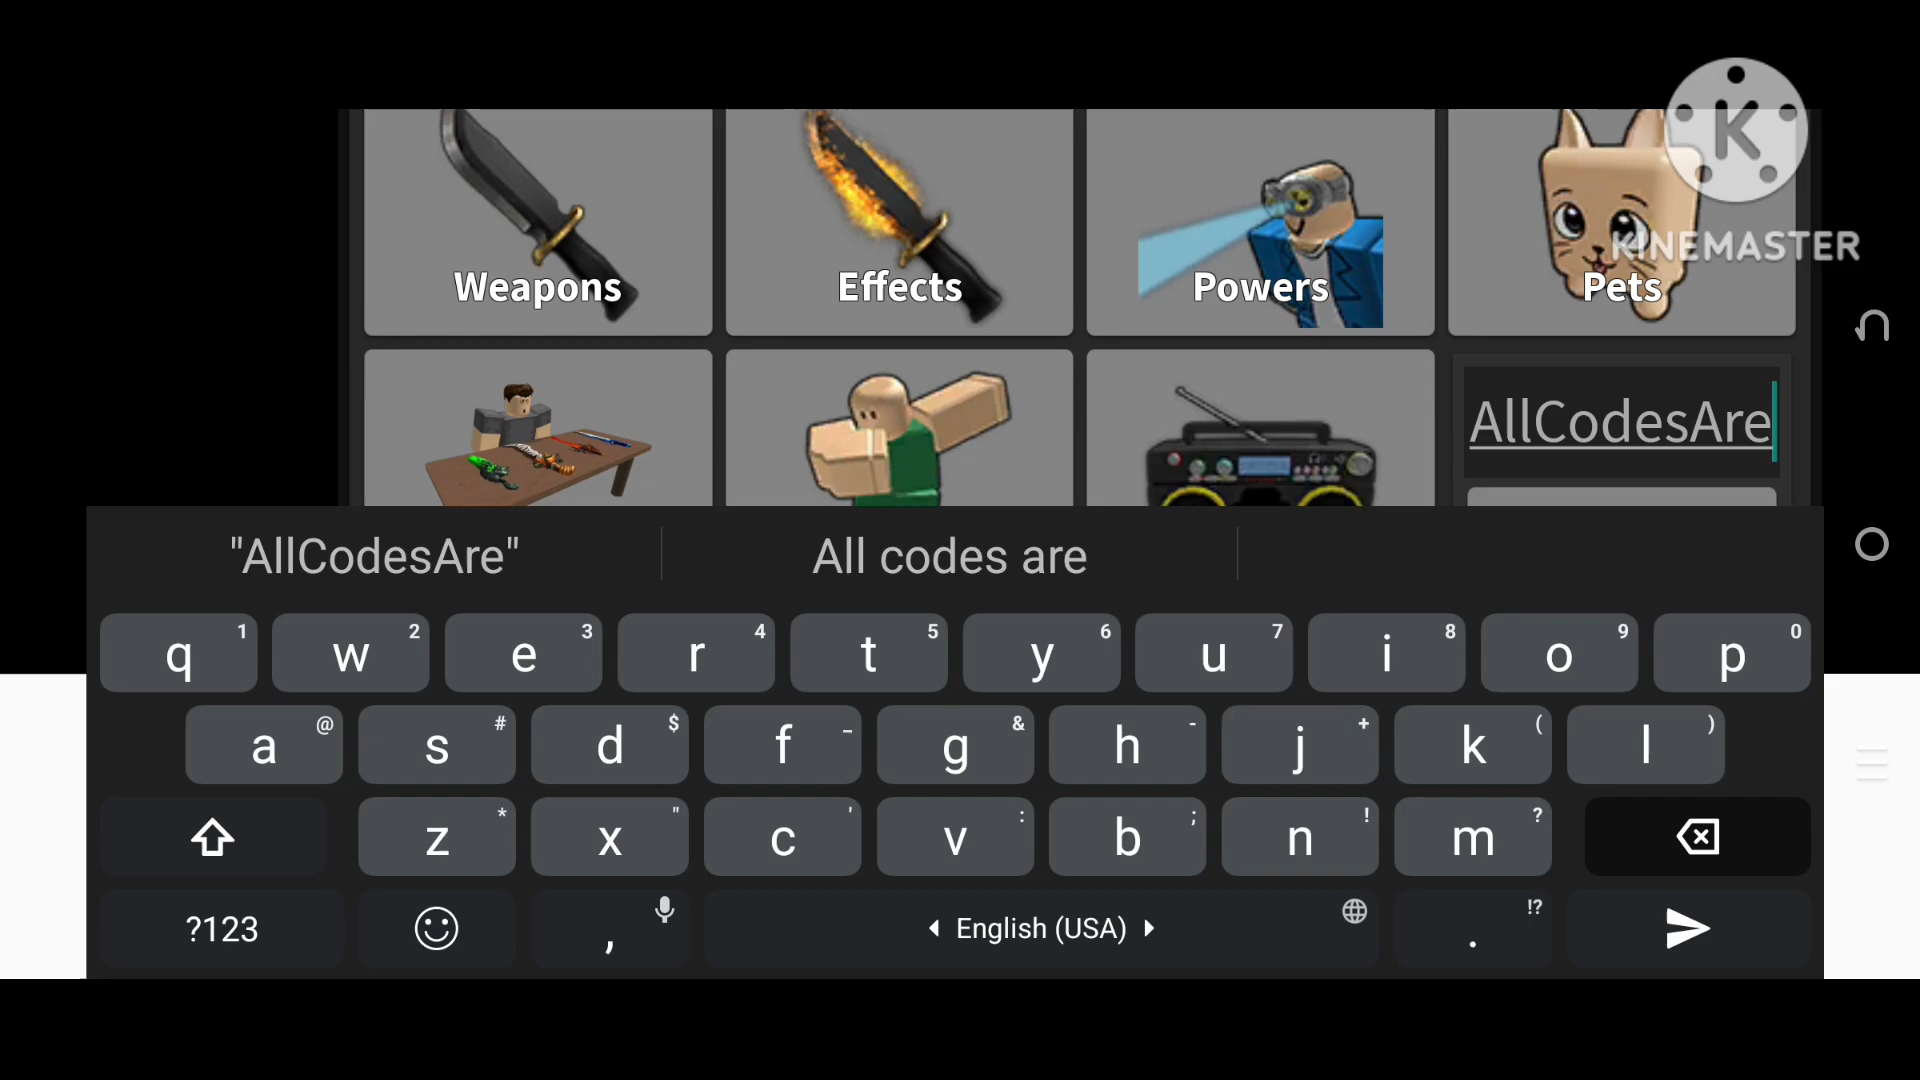 K
KINEMASTER
Weapons
Effects
Powers
Pets
AllCodesAre
"AllCodesAre"
All codes are
q 1 w 2 e 3 r 4 t 5 y 6 u 7 i 8 o 9 p 0
a @ s # d $ f _ g & h - j + k ( l )
z * x " c ' v : b ; n ! m ?
?123 , English (USA) . !?